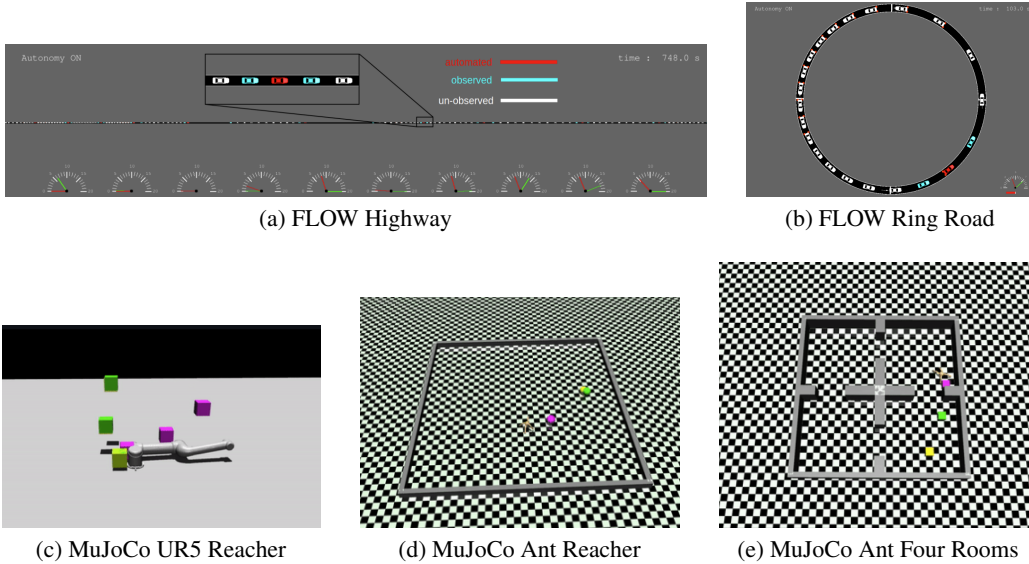 Autonomy ON
time : 748.0 s
automated
observed
un-observed
(a) FLOW Highway
Autonomy ON
(b) FLOW Ring Road
(c) MuJoCo UR5 Reacher
(d) MuJoCo Ant Reacher
(e) MuJoCo Ant Four Rooms